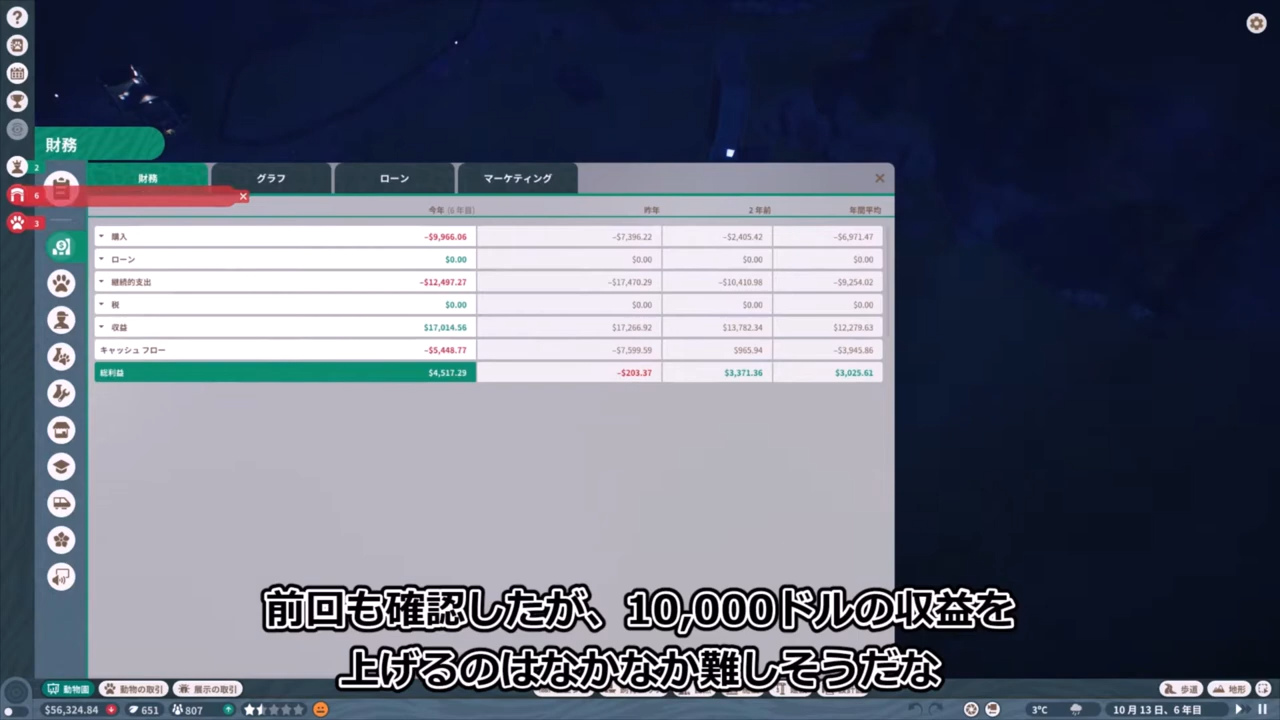 財務
2
6
3
財務
グラフ
ローン
マーケティング
今年 (6 年目)
昨年
2 年前
年間平均
購入 −$9,966.06 −$7,396.22 −$2,405.42 −$6,971.47
ローン $0.00 $0.00 $0.00 $0.00
継続的支出 −$12,497.27 −$17,470.29 −$10,410.98 −$9,254.02
税 $0.00 $0.00 $0.00 $0.00
収益 $17,014.56 $17,266.92 $13,782.34 $12,279.63
キャッシュ フロー −$5,448.77 −$7,599.59 $965.94 −$3,945.86
総利益 $4,517.29 −$203.37 $3,371.36 $3,025.61
前回も確認したが、10,000ドルの収益を
上げるのはなかなか難しそうだな
動物園
動物の取引
展示の取引
歩道
地形
$56,324.84
651
807
3°C
10 月 13 日、6 年目